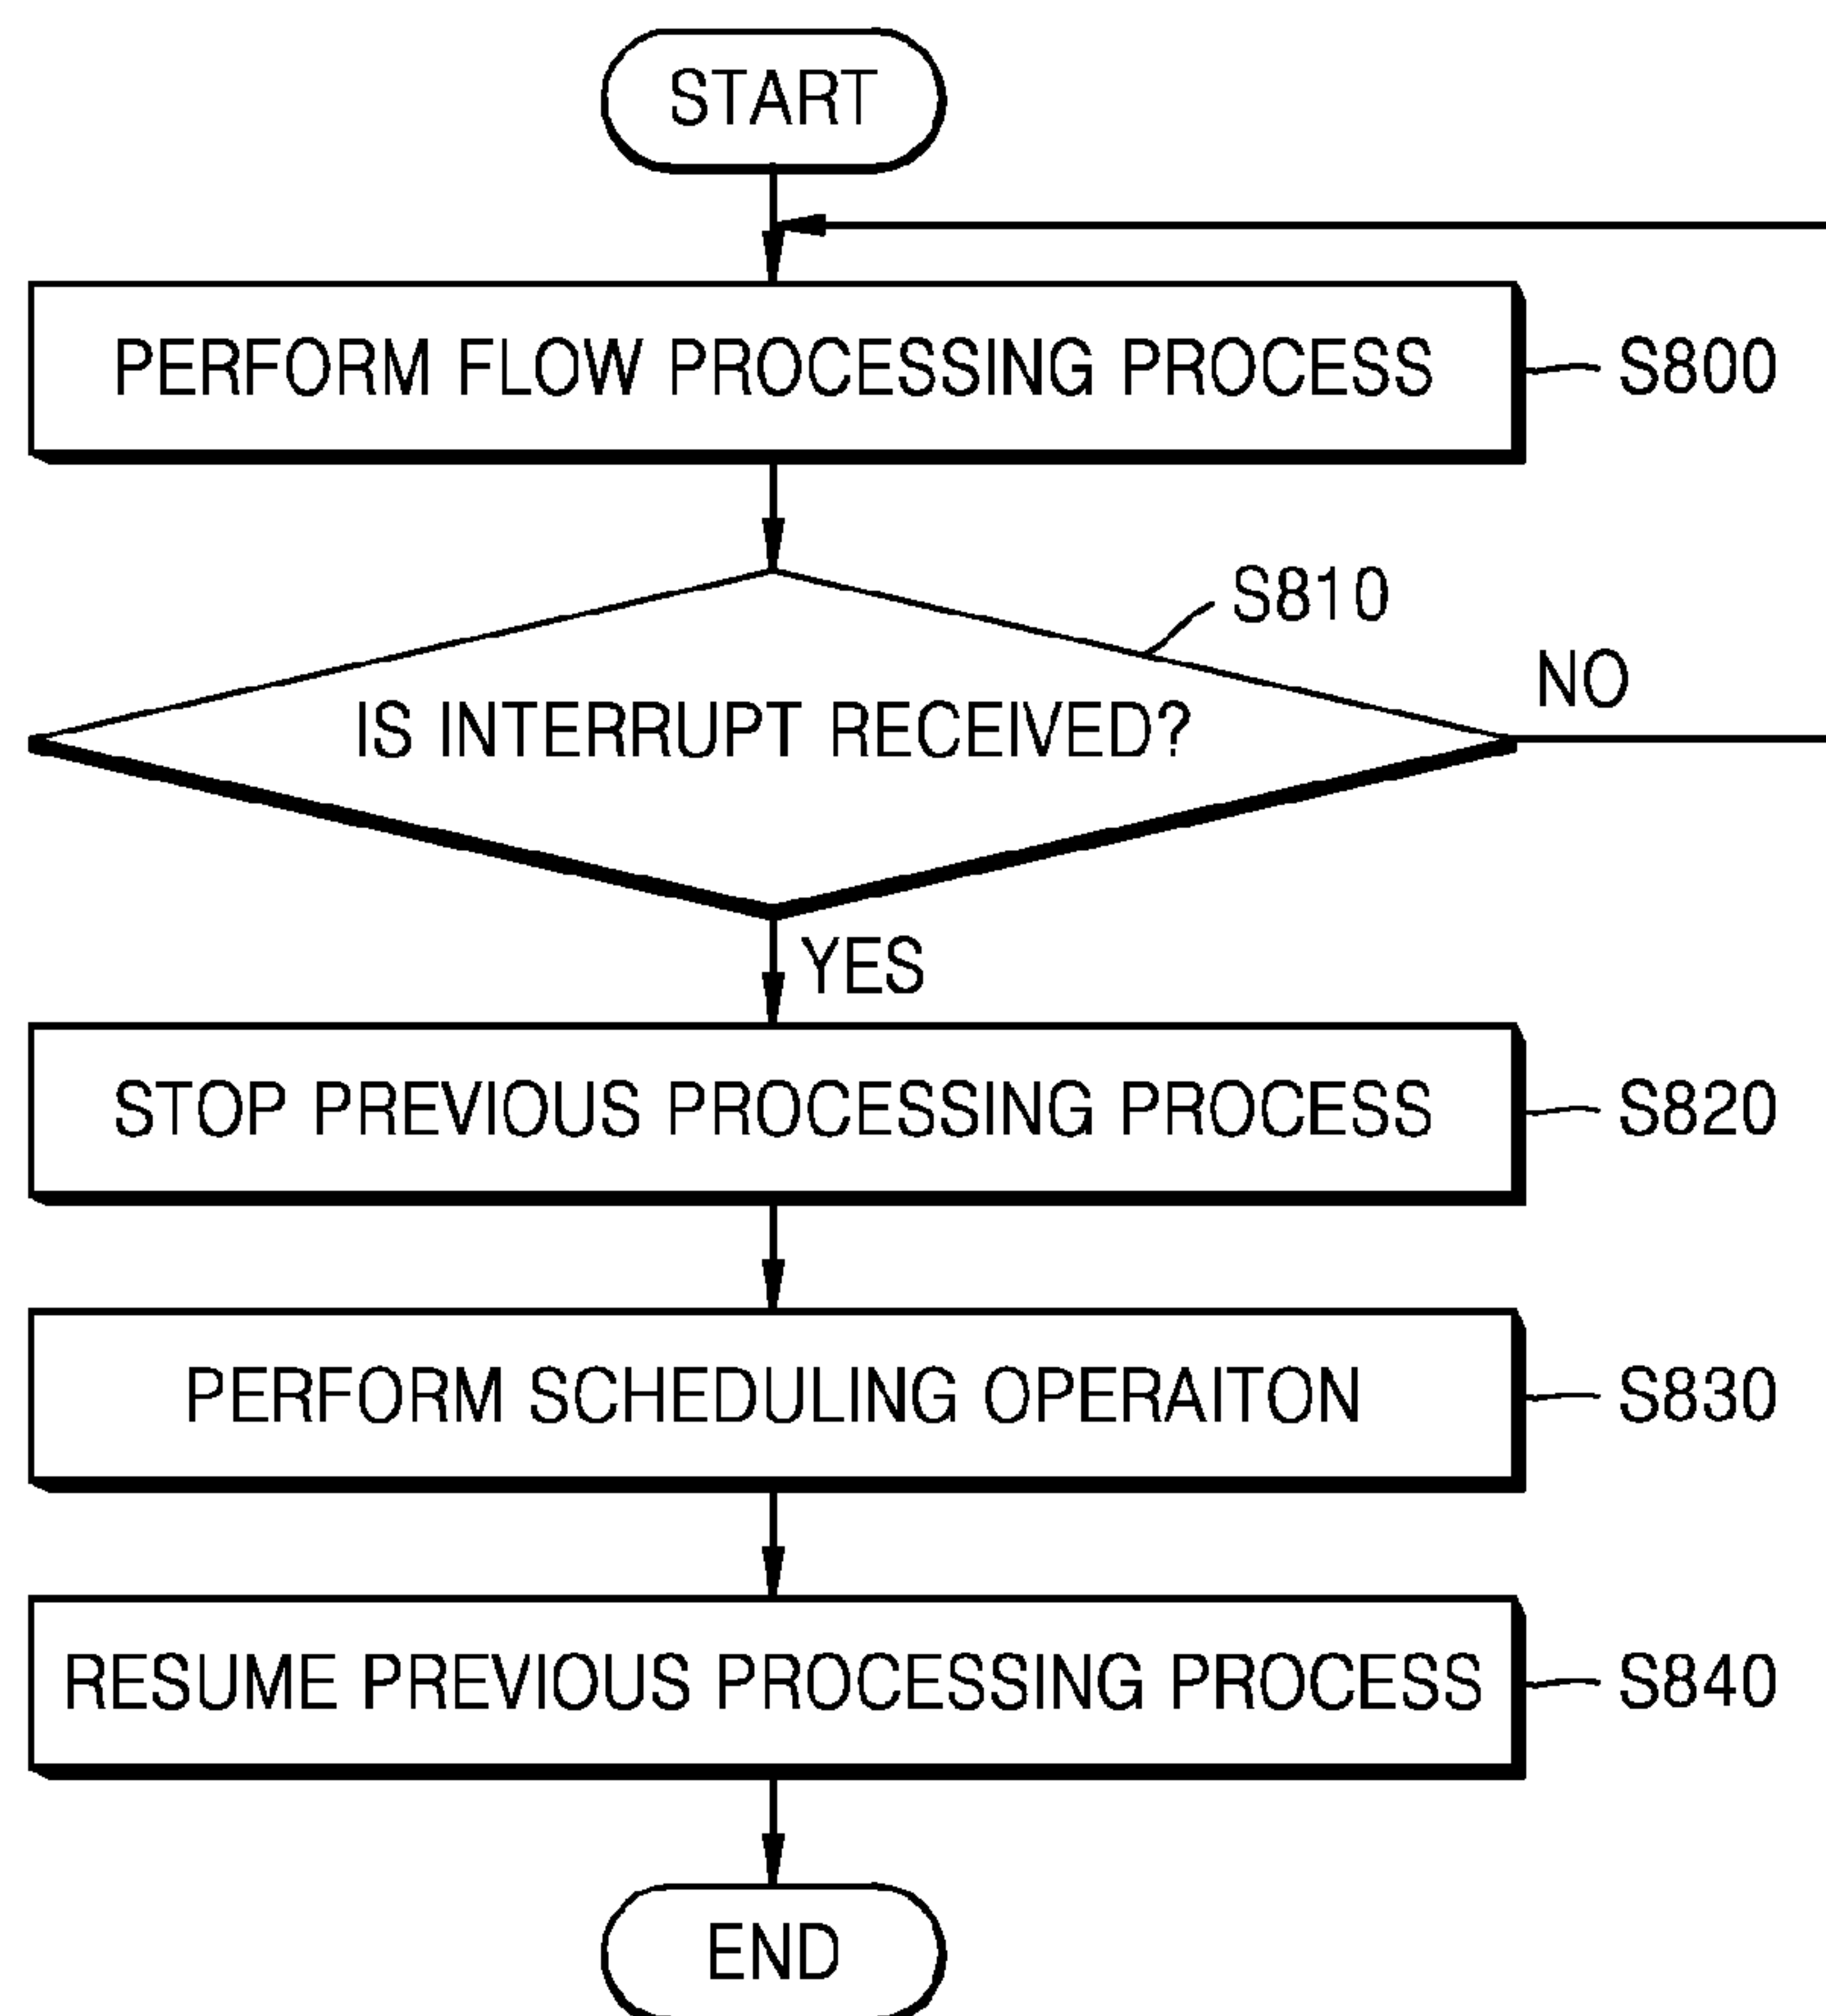 START
PERFORM FLOW PROCESSING PROCESS
S800
S810
IS INTERRUPT RECEIVED?
NO
YES
STOP PREVIOUS PROCESSING PROCESS
S820
PERFORM SCHEDULING OPERAITON
S830
RESUME PREVIOUS PROCESSING PROCESS
S840
END